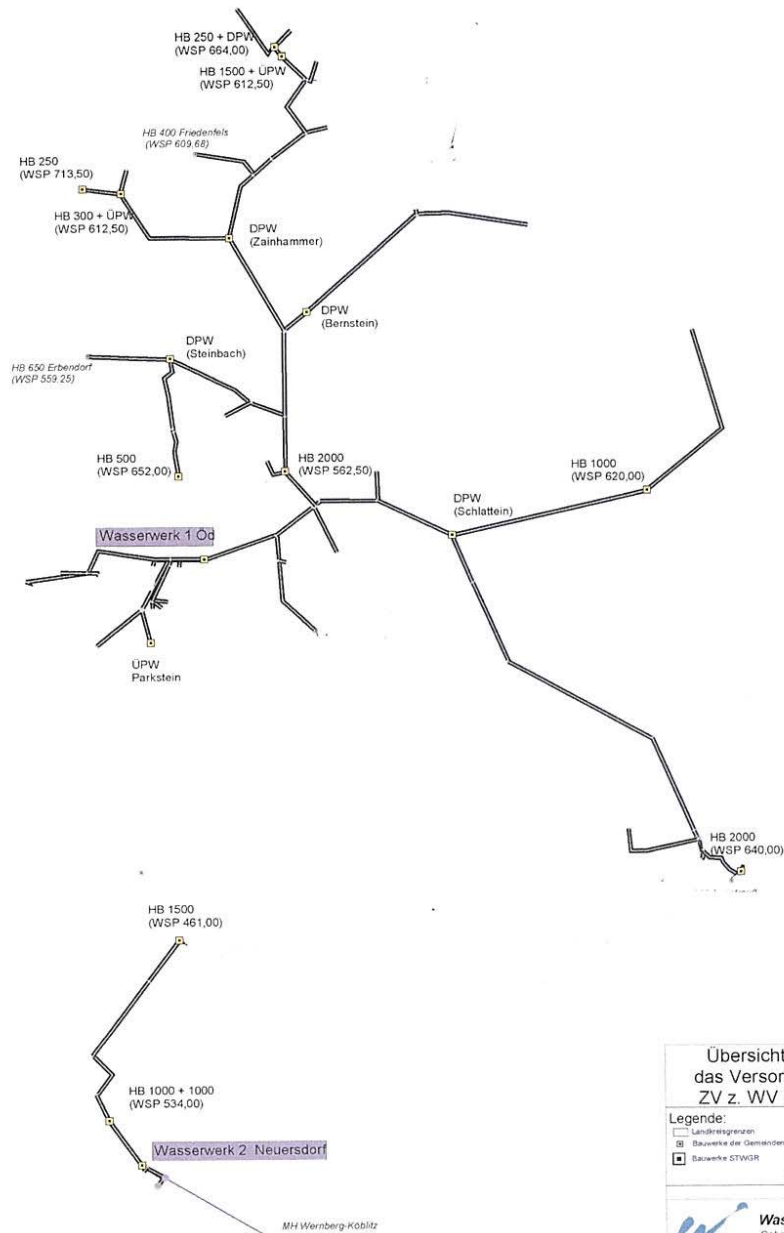 HB 250 + DPW
(WSP 664,00)
HB 1500 + ÜPW
(WSP 612,50)
HB 400 Friedenfels
(WSP 609,68)
HB 250
(WSP 713,50)
HB 300 + ÜPW
(WSP 612,50)
DPW
(Zainhammer)
DPW
(Bernstein)
DPW
(Steinbach)
HB 650 Erbendorf
(WSP 559,25)
HB 500
(WSP 652,00)
HB 2000
(WSP 562,50)
HB 1000
(WSP 620,00)
DPW
(Schlattein)
Wasserwerk 1 Öd
ÜPW
Parkstein
HB 2000
(WSP 640,00)
HB 1500
(WSP 461,00)
HB 1000 + 1000
(WSP 534,00)
Wasserwerk 2 Neuersdorf
MH Wernberg-Köblitz
Übersicht
das Verso
ZV z. WV
Legende:
Landkreisgrenzen
Bauwerke der Gemeinden
Bauwerke STWGR
Was